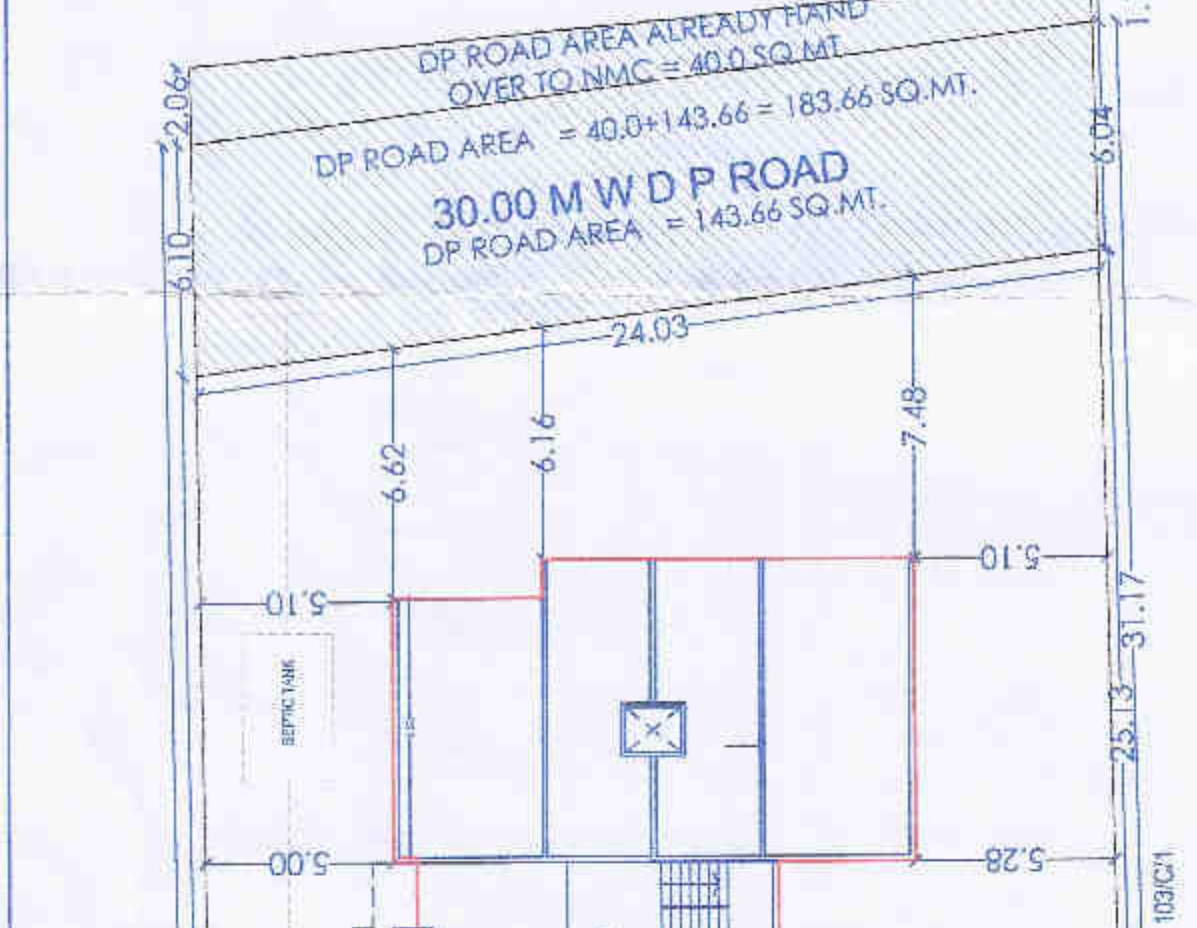 DP ROAD AREA ALREADY HAND
OVER TO NMC = 40.0 SQ.MT
DP ROAD AREA = 40.0+143.66 = 183.66 SQ.MT.
30.00 M W D P ROAD
DP ROAD AREA = 143.66 SQ.MT.
2.06
6.10
6.04
24.03
6.62
6.16
7.48
5.10
5.10
SEPTIC TANK
31.17
25.13
5.00
5.28
103/C/1